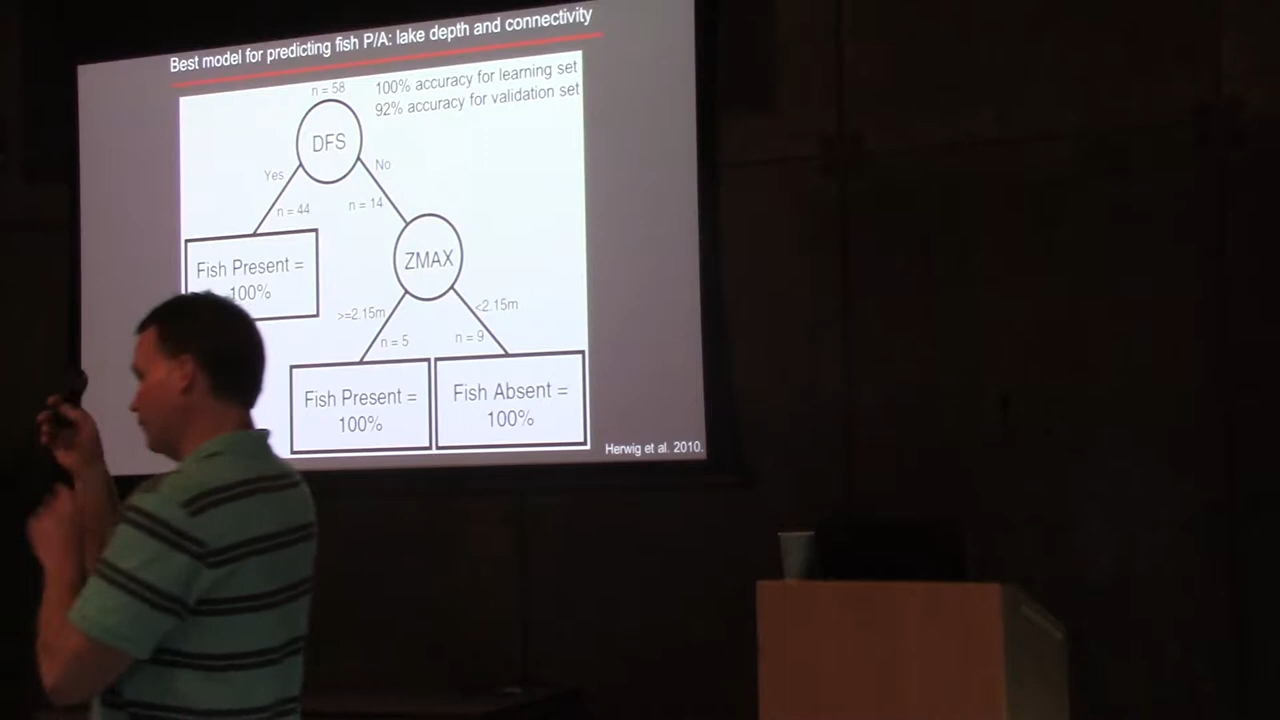 Best model for predicting fish P/A: lake depth and connectivity
n = 58
100% accuracy for learning set
92% accuracy for validation set
DFS
Yes
No
n = 44
n = 14
Fish Present =
100%
ZMAX
>=2.15m
<2.15m
n = 5
n = 9
Fish Present =
100%
Fish Absent =
100%
Herwig et al. 2010.